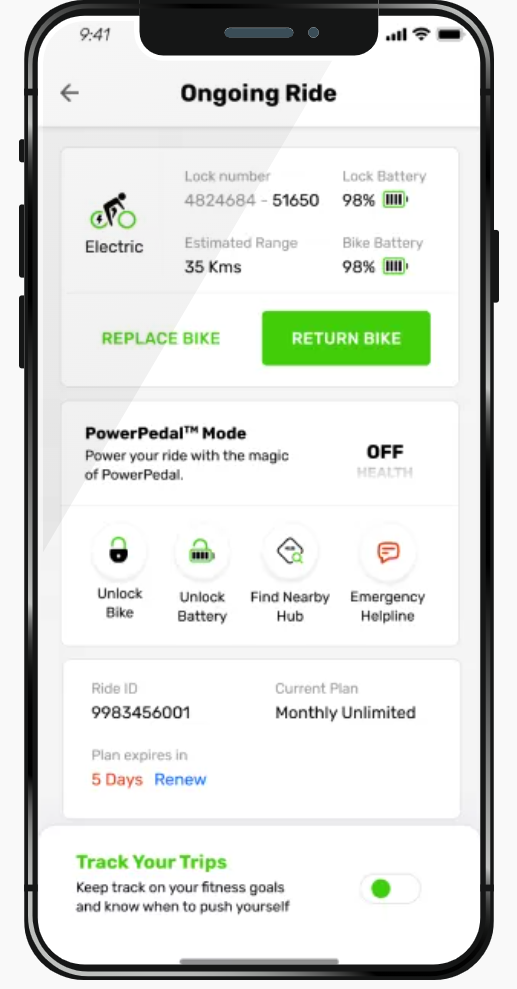 9:41
Ongoing Ride
Lock number
4824684 - 51650
Lock Battery
98%
Electric
Estimated Range
35 Kms
Bike Battery
98%
REPLACE BIKE
RETURN BIKE
PowerPedal™ Mode
Power your ride with the magic
of PowerPedal.
OFF
HEALTH
Unlock
Bike
Unlock
Battery
Find Nearby
Hub
Emergency
Helpline
Ride ID
9983456001
Current Plan
Monthly Unlimited
Plan expires in
5 Days Renew
Track Your Trips
Keep track on your fitness goals
and know when to push yourself